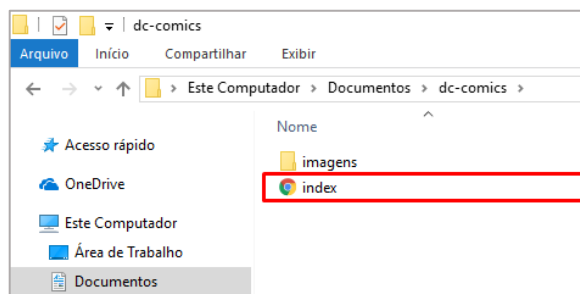 dc-comics
Arquivo Início Compartilhar Exibir
Este Computador > Documentos > dc-comics >
Nome
Acesso rápido
imagens
OneDrive
index
Este Computador
Área de Trabalho
Documentos